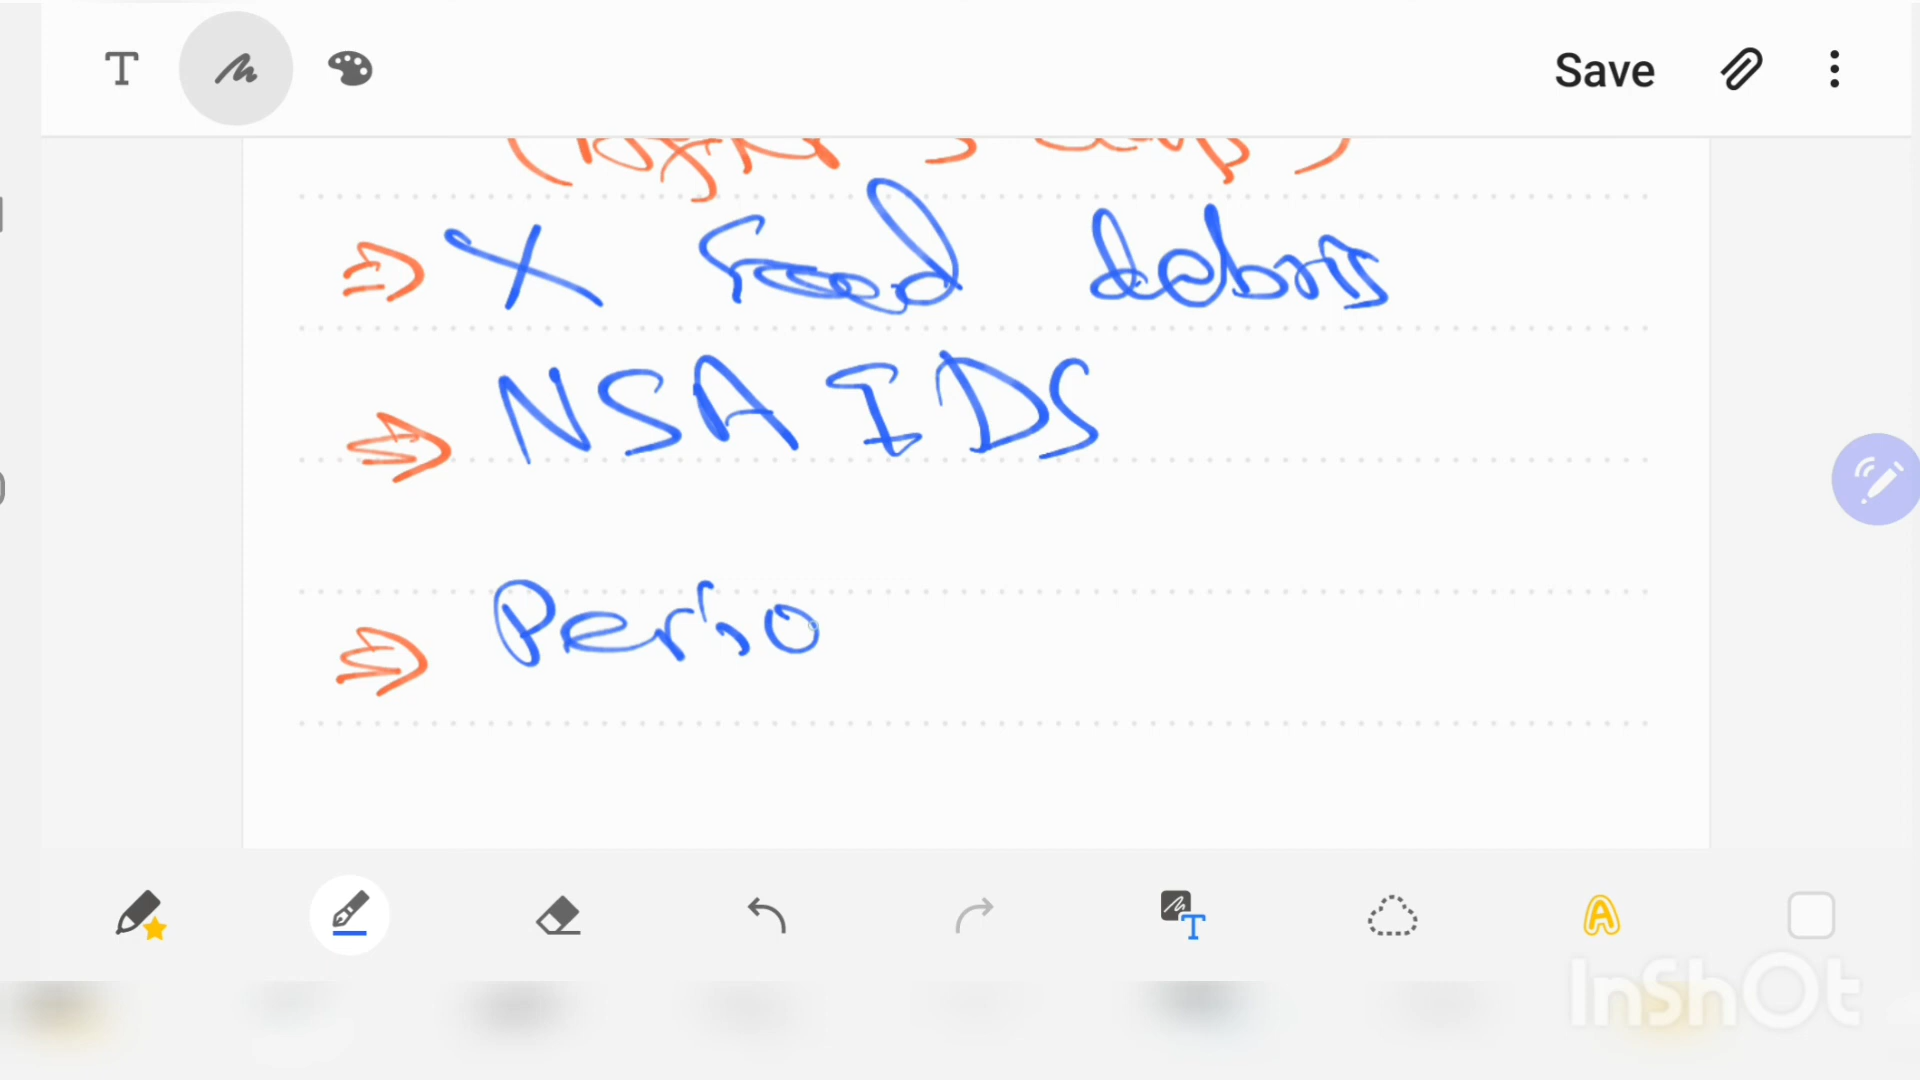 T Save
⇒ X food debris
⇒ NSAIDS
⇒ Perio
T
A
InShOt